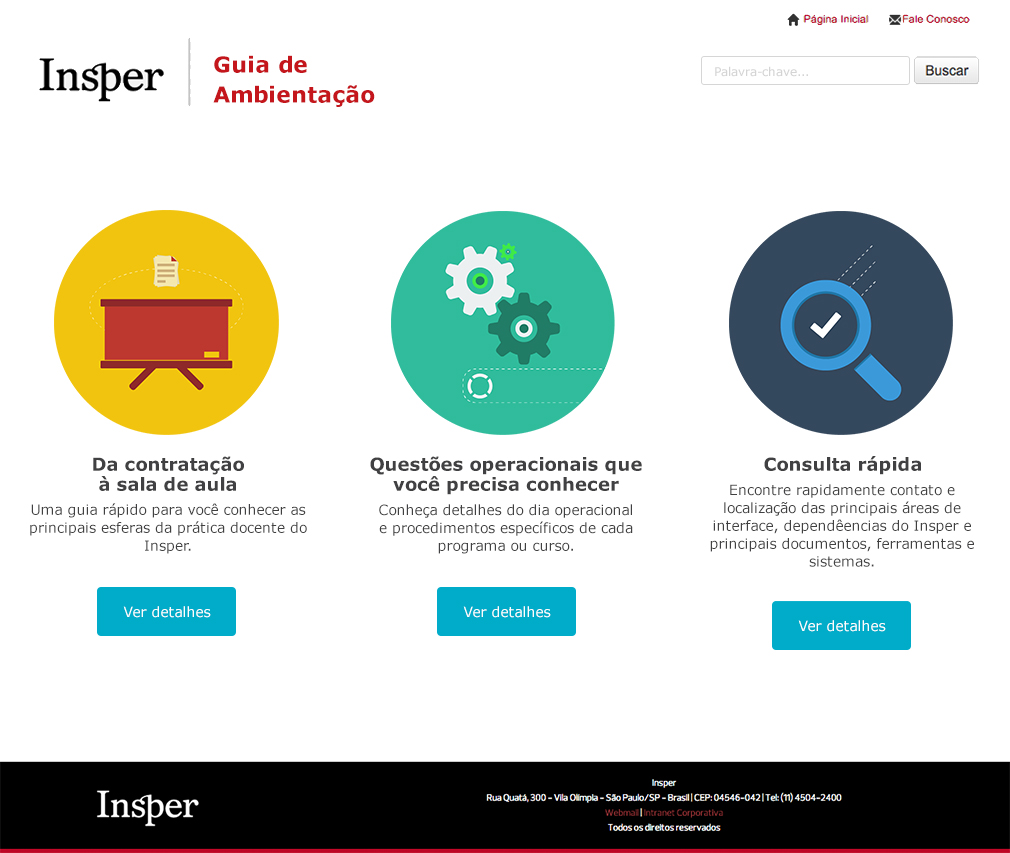 Página Inicial
Fale Conosco
Insper
Guia de
Ambientação
Palavra-chave...
Buscar
Da contratação
à sala de aula
Uma guia rápido para você conhecer as
principais esferas da prática docente do
Insper.
Ver detalhes
Questões operacionais que
você precisa conhecer
Conheça detalhes do dia operacional
e procedimentos específicos de cada
programa ou curso.
Ver detalhes
Consulta rápida
Encontre rapidamente contato e
localização das principais áreas de
interface, dependêencias do Insper e
principais documentos, ferramentas e
sistemas.
Ver detalhes
Insper
Insper
Rua Quatá, 300 - Vila Olimpia - São Paulo/SP - Brasil | CEP: 04546-042 | Tel: (11) 4504-2400
Webmail | Intranet Corporativa
Todos os direitos reservados